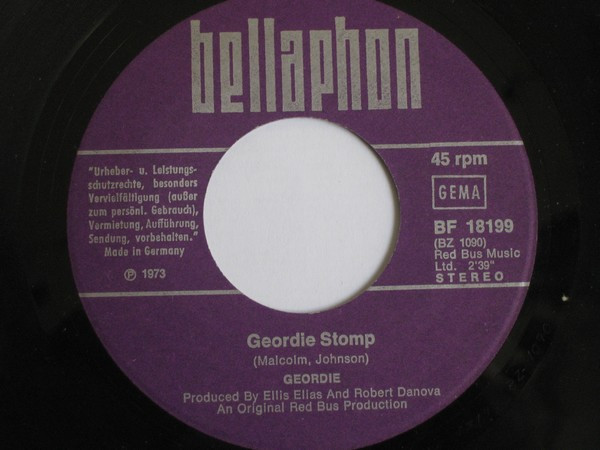 bellaphon
"Urheber- u. Leistungs-
schutzrechte, besonders
Vervielfältigung (außer
zum persönl. Gebrauch),
Vermietung, Aufführung,
Sendung, vorbehalten."
Made in Germany
℗ 1973
45 rpm
GEMA
BF 18199
(BZ 1090)
Red Bus Music
Ltd. 2'39"
STEREO
Geordie Stomp
(Malcolm, Johnson)
GEORDIE
Produced By Ellis Elias And Robert Danova
An Original Red Bus Production